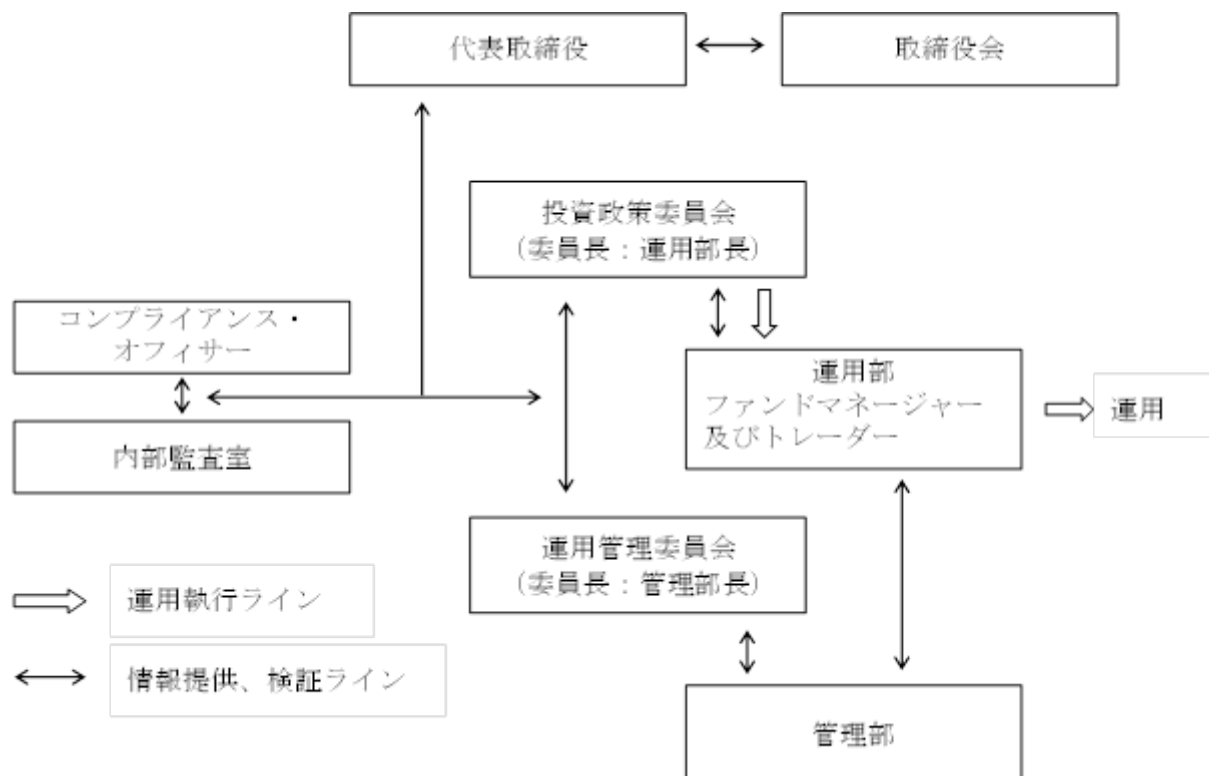 代表取締役
取締役会
投資政策委員会
(委員長：運用部長)
コンプライアンス・
オフィサー
運用部
ファンドマネージャー
及びトレーダー
運用
内部監査室
運用管理委員会
(委員長：管理部長)
運用執行ライン
情報提供、検証ライン
管理部